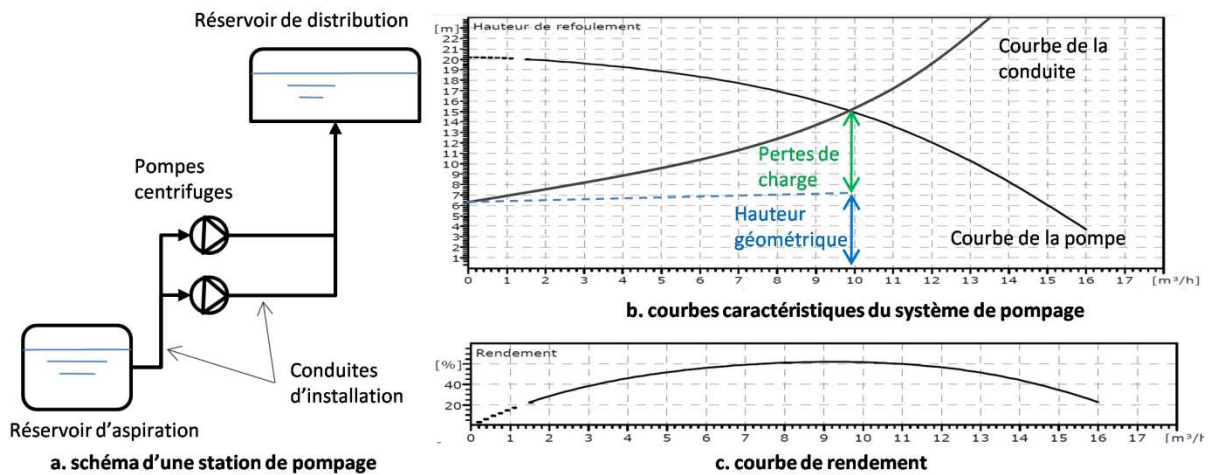 Réservoir de distribution
Pompes
centrifuges
Conduites
d'installation
Réservoir d'aspiration
a. schéma d'une station de pompage
[m]
Hauteur de refoulement
22
21
20
19
18
17
16
15
14
13
12
11
10
9
8
7
6
5
4
3
2
1
Courbe de la
conduite
Pertes de
charge
Hauteur
géométrique
Courbe de la pompe
0 1 2 3 4 5 6 7 8 9 10 11 12 13 14 15 16 17 [m³/h]
b. courbes caractéristiques du système de pompage
Rendement
[%]
40
20
0 1 2 3 4 5 6 7 8 9 10 11 12 13 14 15 16 17 [m³/h]
c. courbe de rendement